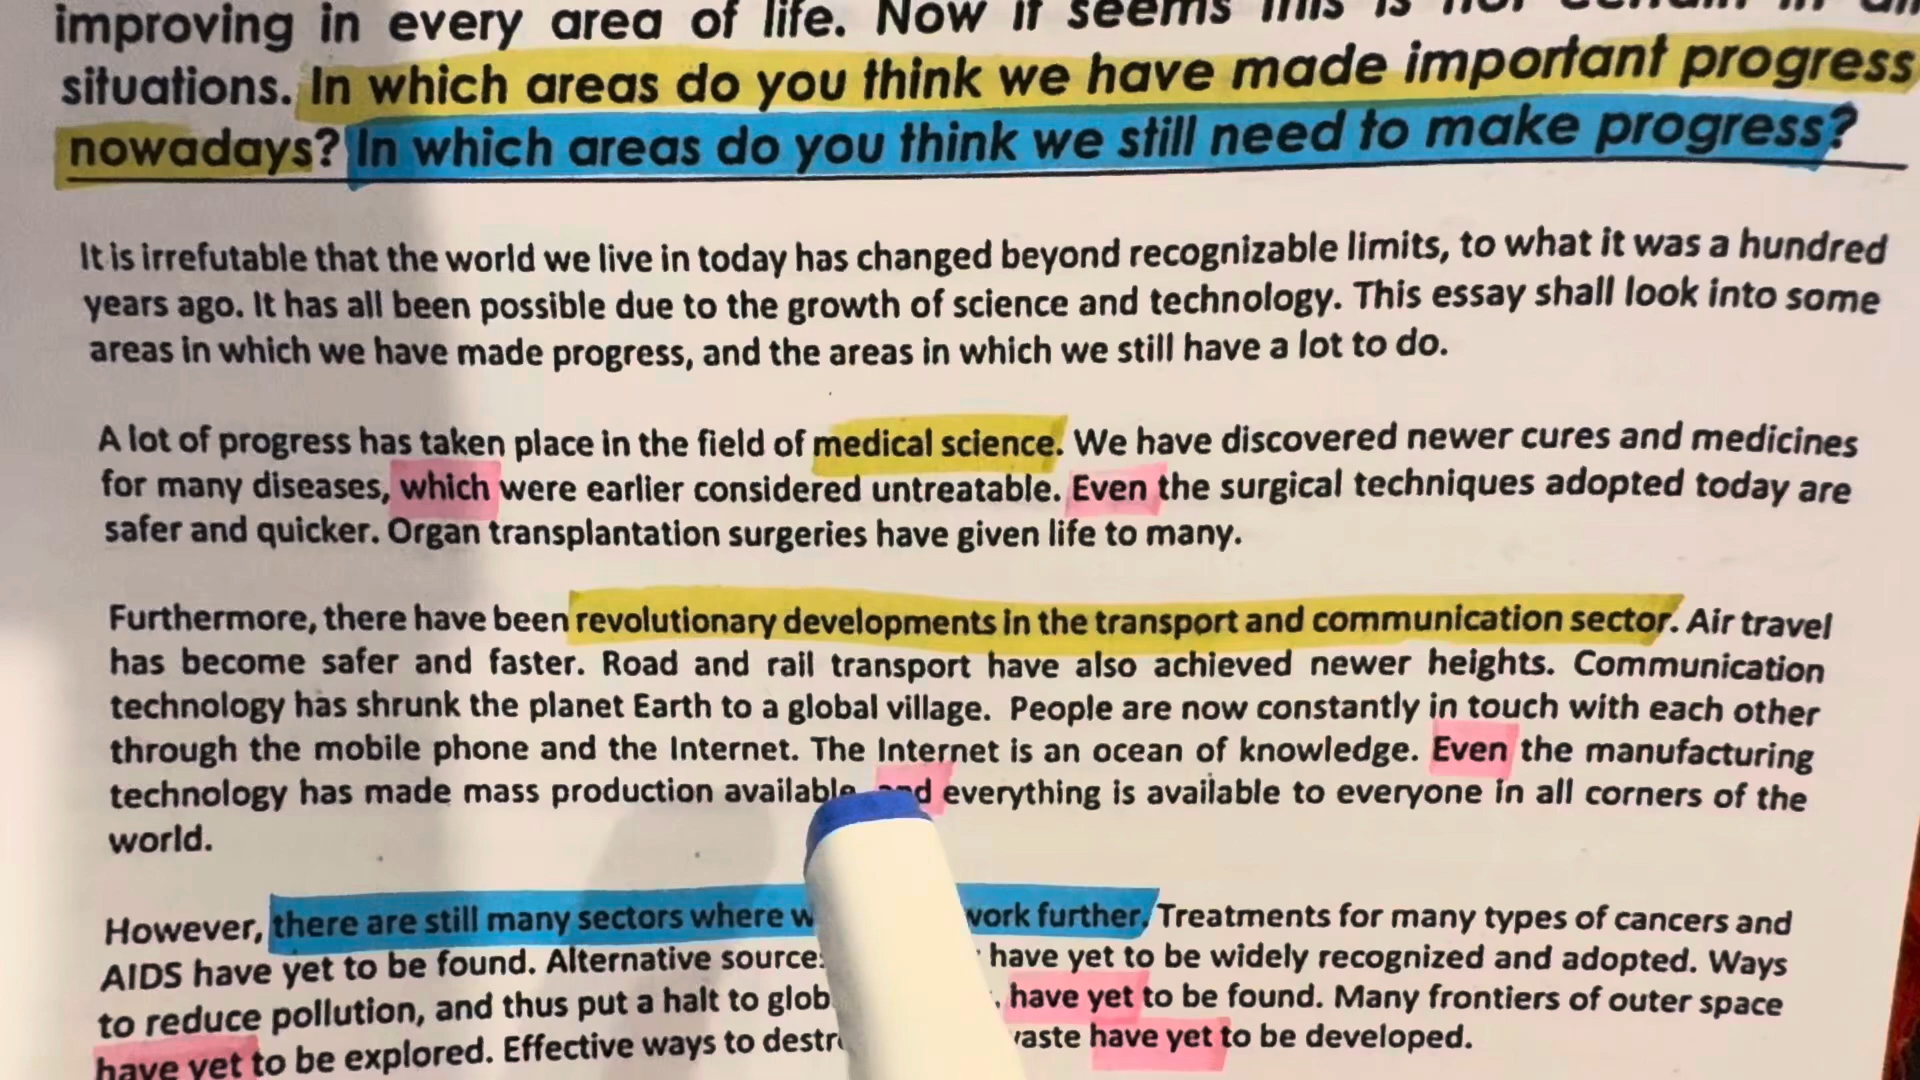 improving in every area of life. Now it seems this is not certain in all
situations. In which areas do you think we have made important progress
nowadays? In which areas do you think we still need to make progress?
It is irrefutable that the world we live in today has changed beyond recognizable limits, to what it was a hundred
years ago. It has all been possible due to the growth of science and technology. This essay shall look into some
areas in which we have made progress, and the areas in which we still have a lot to do.
A lot of progress has taken place in the field of medical science. We have discovered newer cures and medicines
for many diseases, which were earlier considered untreatable. Even the surgical techniques adopted today are
safer and quicker. Organ transplantation surgeries have given life to many.
Furthermore, there have been revolutionary developments in the transport and communication sector. Air travel
has become safer and faster. Road and rail transport have also achieved newer heights. Communication
technology has shrunk the planet Earth to a global village. People are now constantly in touch with each other
through the mobile phone and the Internet. The Internet is an ocean of knowledge. Even the manufacturing
technology has made mass production available and everything is available to everyone in all corners of the
world.
However, there are still many sectors where work further. Treatments for many types of cancers and
AIDS have yet to be found. Alternative have yet to be widely recognized and adopted. Ways
to reduce pollution, and thus put a halt to have yet to be found. Many frontiers of outer space
have yet to be explored. Effective ways to have yet to be developed.